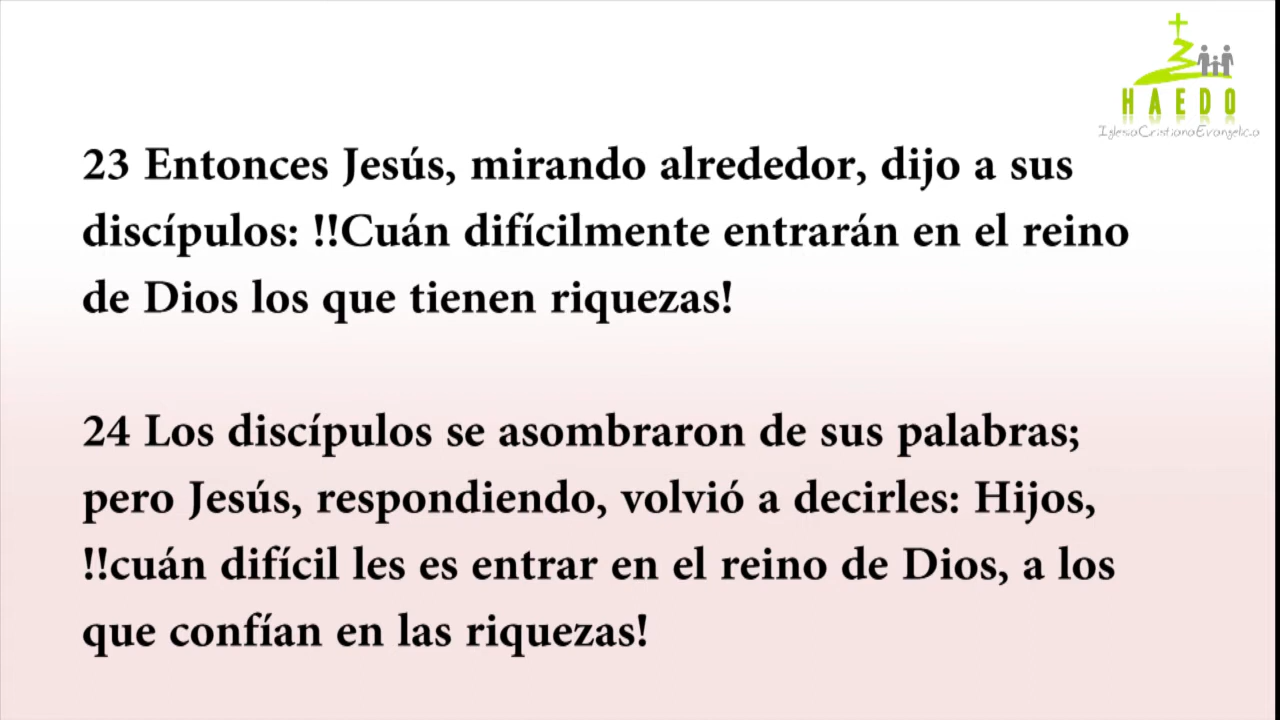 HAEDO
IglesiaCristianaEvangelica
23 Entonces Jesús, mirando alrededor, dijo a sus
discípulos: !!Cuán difícilmente entrarán en el reino
de Dios los que tienen riquezas!
24 Los discípulos se asombraron de sus palabras;
pero Jesús, respondiendo, volvió a decirles: Hijos,
!!cuán difícil les es entrar en el reino de Dios, a los
que confían en las riquezas!